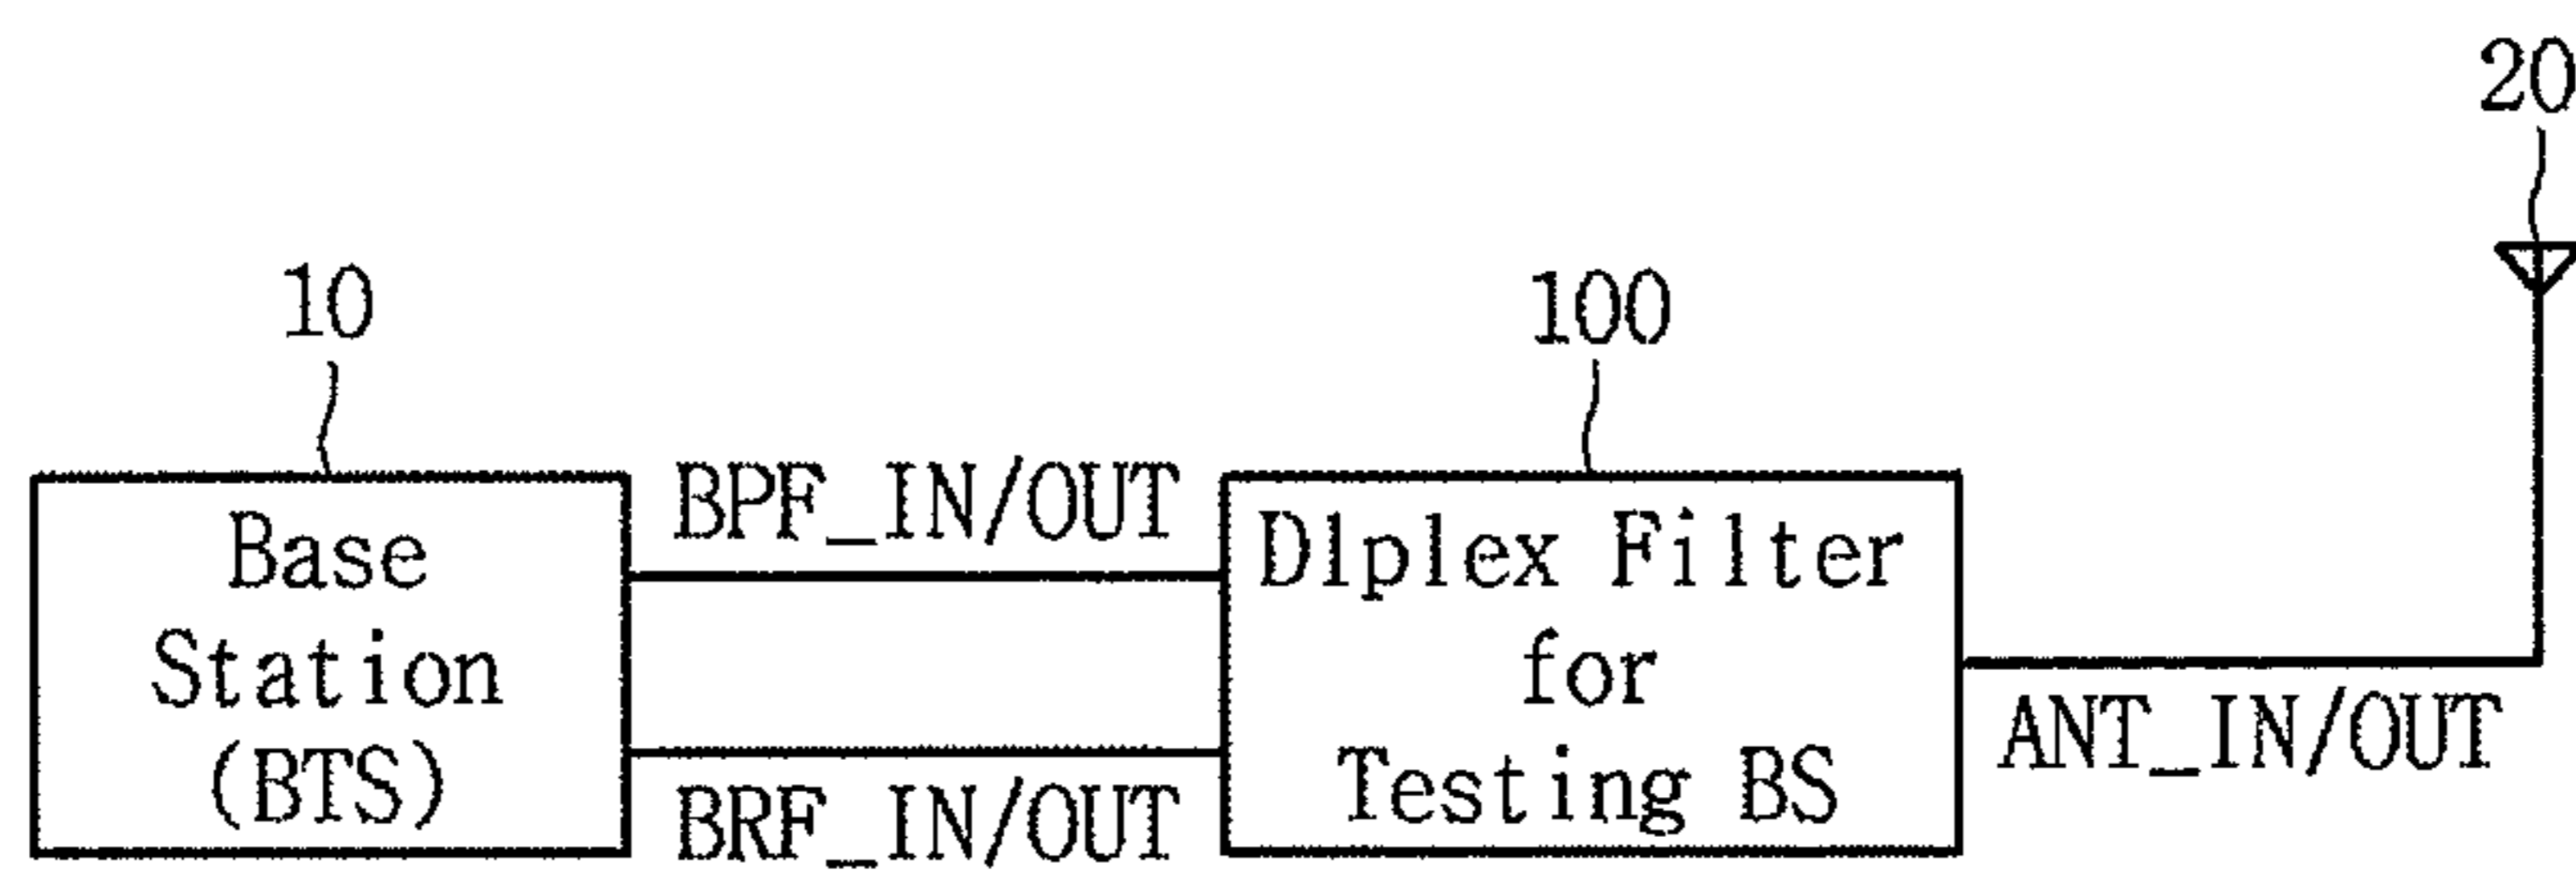 20
10
100
BPF_IN/OUT
Base
Station
(BTS)
Dlplex Filter
for
Testing BS
BRF_IN/OUT
ANT_IN/OUT